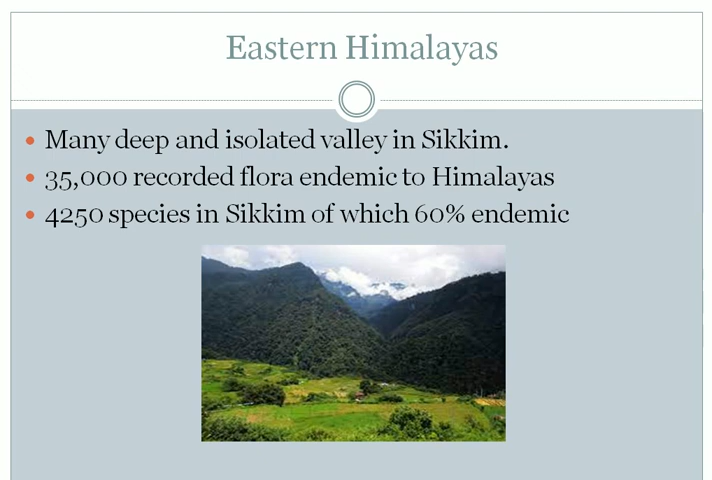 Eastern Himalayas
Many deep and isolated valley in Sikkim.
35,000 recorded flora endemic to Himalayas
4250 species in Sikkim of which 60% endemic